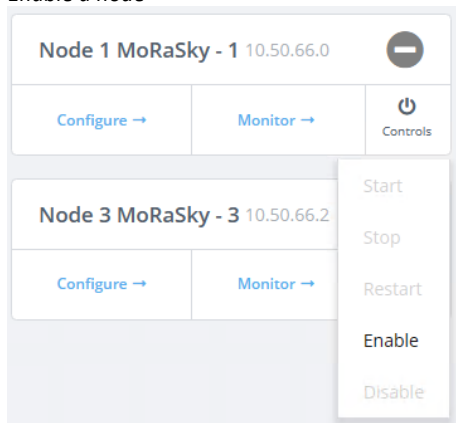 Enable a node
Node 1 MoRaSky - 1 10.50.66.0
Configure → Monitor → Controls
Start
Node 3 MoRaSky - 3 10.50.66.2
Stop
Configure → Monitor → Restart
Enable
Disable